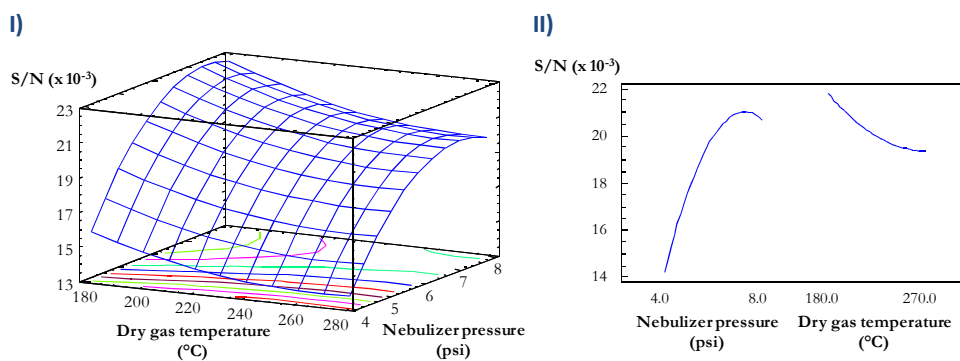 I)
S/N (x 10-3)
23
21
19
17
15
13
180
200
220
240
260
280
4
5
6
7
8
Dry gas temperature
(°C)
Nebulizer pressure
(psi)
II)
S/N (x 10-3)
22
20
18
16
14
4.0
8.0
180.0
270.0
Nebulizer pressure
(psi)
Dry gas temperature
(°C)